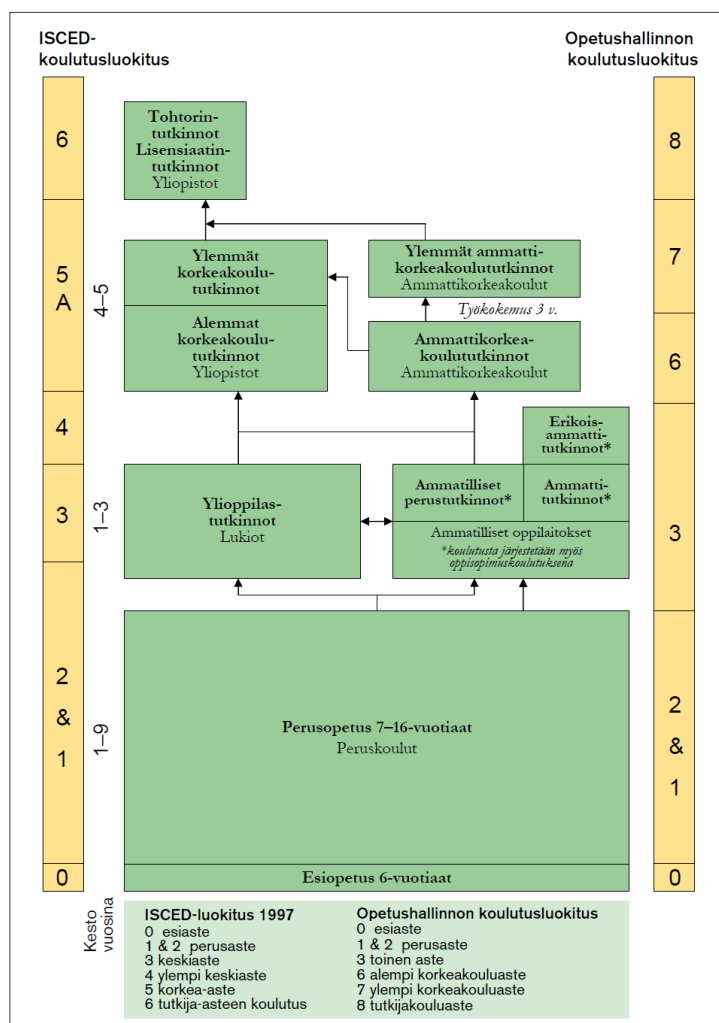 ISCED-
koulutusluokitus
Opetushallinnon
koulutusluokitus
6
5
A
4
3
2
&
1
0
4–5
1–3
1–9
Kesto
vuosina
Tohtorin-
tutkinnot
Lisensiaatin-
tutkinnot
Yliopistot
Ylemmät
korkeakoulu-
tutkinnot
Alemmat
korkeakoulu-
tutkinnot
Yliopistot
Ylemmät ammatti-
korkeakoulututkinnot
Ammattikorkeakoulut
Työkokemus 3 v.
Ammattikorkea-
koulututkinnot
Ammattikorkeakoulut
Erikois-
ammatti-
tutkinnot*
Ylioppilas-
tutkinnot
Lukiot
Ammatilliset
perustutkinnot*
Ammatti-
tutkinnot*
Ammatilliset oppilaitokset
*koulutusta järjestetään myös
oppisopimuskoulutuksena
Perusopetus 7–16-vuotiaat
Peruskoulut
Esiopetus 6-vuotiaat
8
7
6
3
2
&
1
0
ISCED-luokitus 1997
0 esiaste
1 & 2 perusaste
3 keskiaste
4 ylempi keskiaste
5 korkea-aste
6 tutkija-asteen koulutus
Opetushallinnon koulutusluokitus
0 esiaste
1 & 2 perusaste
3 toinen aste
6 alempi korkeakouluaste
7 ylempi korkeakouluaste
8 tutkijakouluaste